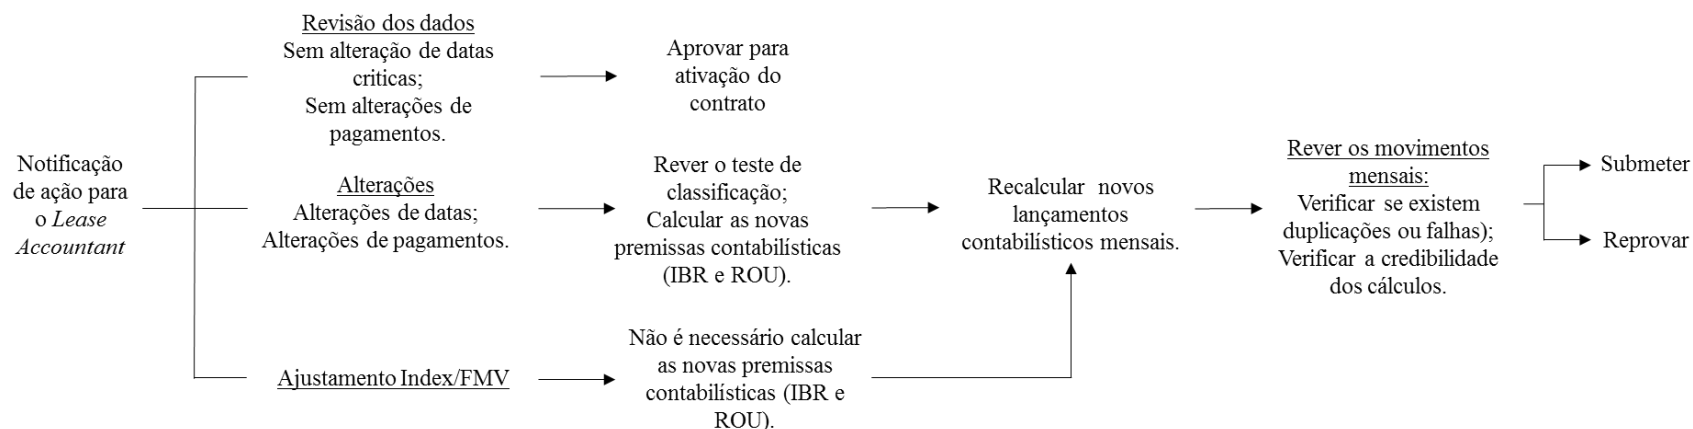 Notificação
de ação para
o Lease
Accountant
Revisão dos dados
Sem alteração de datas
criticas;
Sem alterações de
pagamentos.
Aprovar para
ativação do
contrato
Alterações
Alterações de datas;
Alterações de pagamentos.
Rever o teste de
classificação;
Calcular as novas
premissas contabilísticas
(IBR e ROU).
Ajustamento Index/FMV
Não é necessário calcular
as novas premissas
contabilísticas (IBR e
ROU).
Recalcular novos
lançamentos
contabilísticos mensais.
Rever os movimentos
mensais:
Verificar se existem
duplicações ou falhas);
Verificar a credibilidade
dos cálculos.
Submeter
Reprovar